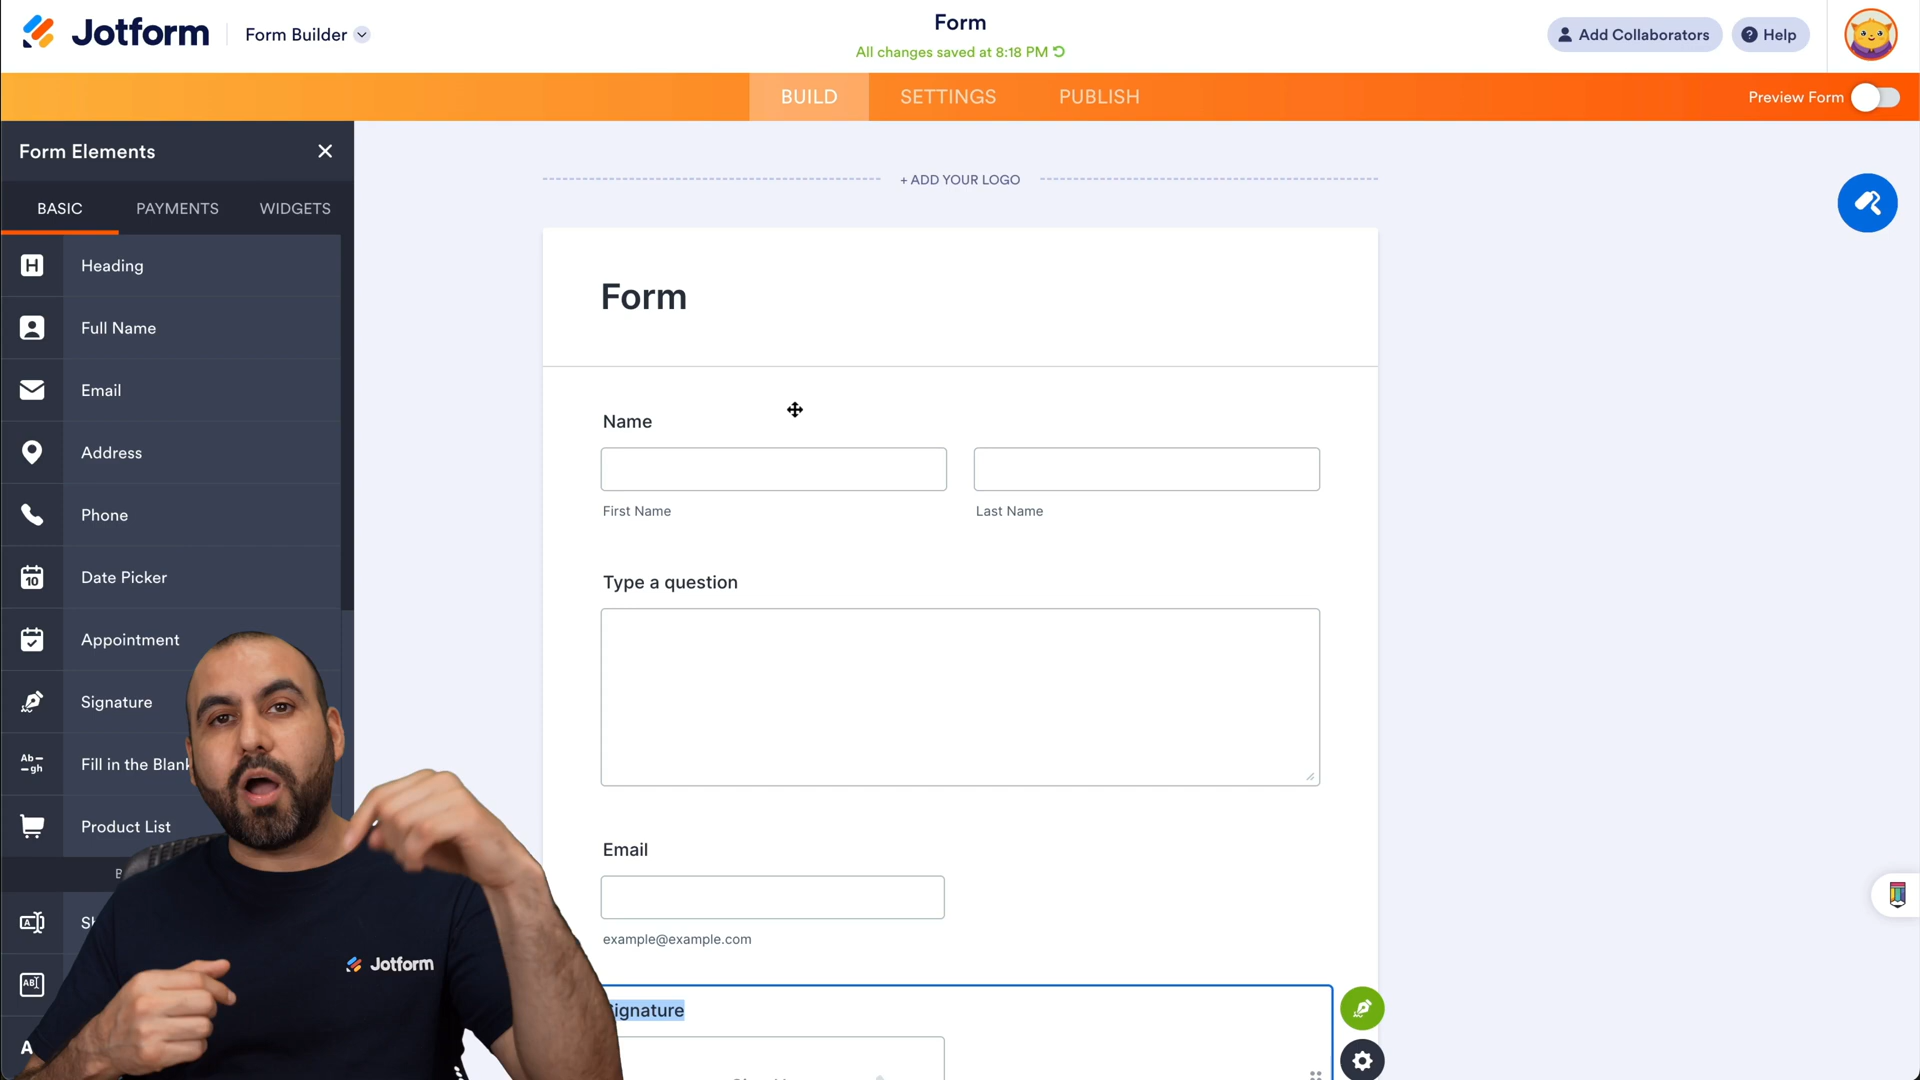 Jotform
Form Builder
Form
All changes saved at 8:18 PM
Add Collaborators
? Help
BUILD
SETTINGS
PUBLISH
Preview Form
Form Elements
BASIC
PAYMENTS
WIDGETS
H Heading
Full Name
Email
Address
Phone
10 Date Picker
Appointment
Signature
Ab gh Fill in the Blank
Product List
+ ADD YOUR LOGO
Form
Name
First Name
Last Name
Type a question
Email
example@example.com
ignature
Jotform